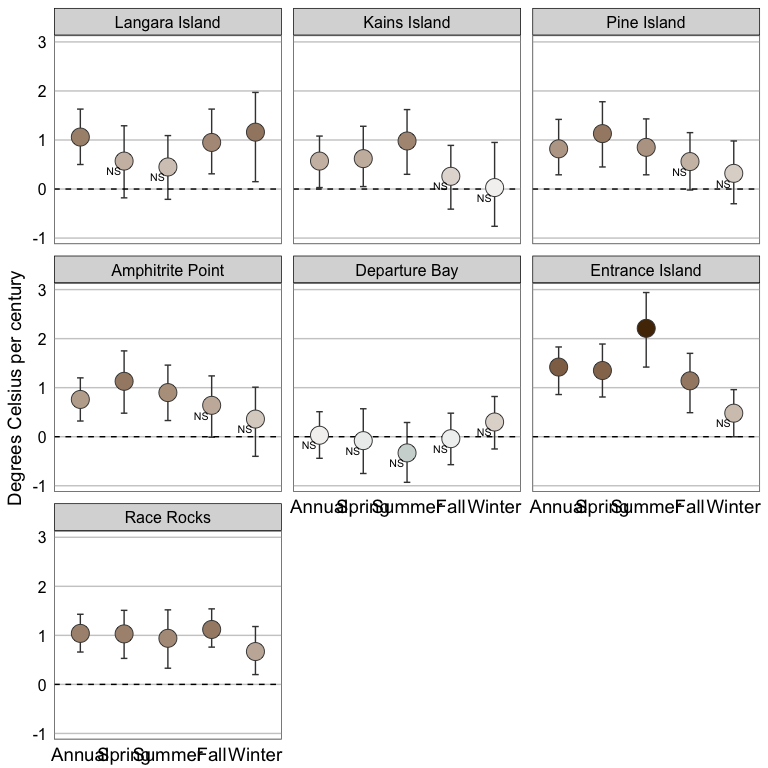 Langara Island Kains Island Pine Island
3
2
1
NS NS NS NS NS NS
0
-1
Amphitrite Point Departure Bay Entrance Island
Degrees Celsius per century
3
2
1
NS NS NS NS NS NS NS NS
0
-1
Annual Spring Summer Fall Winter Annual Spring Summer Fall Winter
Race Rocks
3
2
1
0
-1
Annual Spring Summer Fall Winter